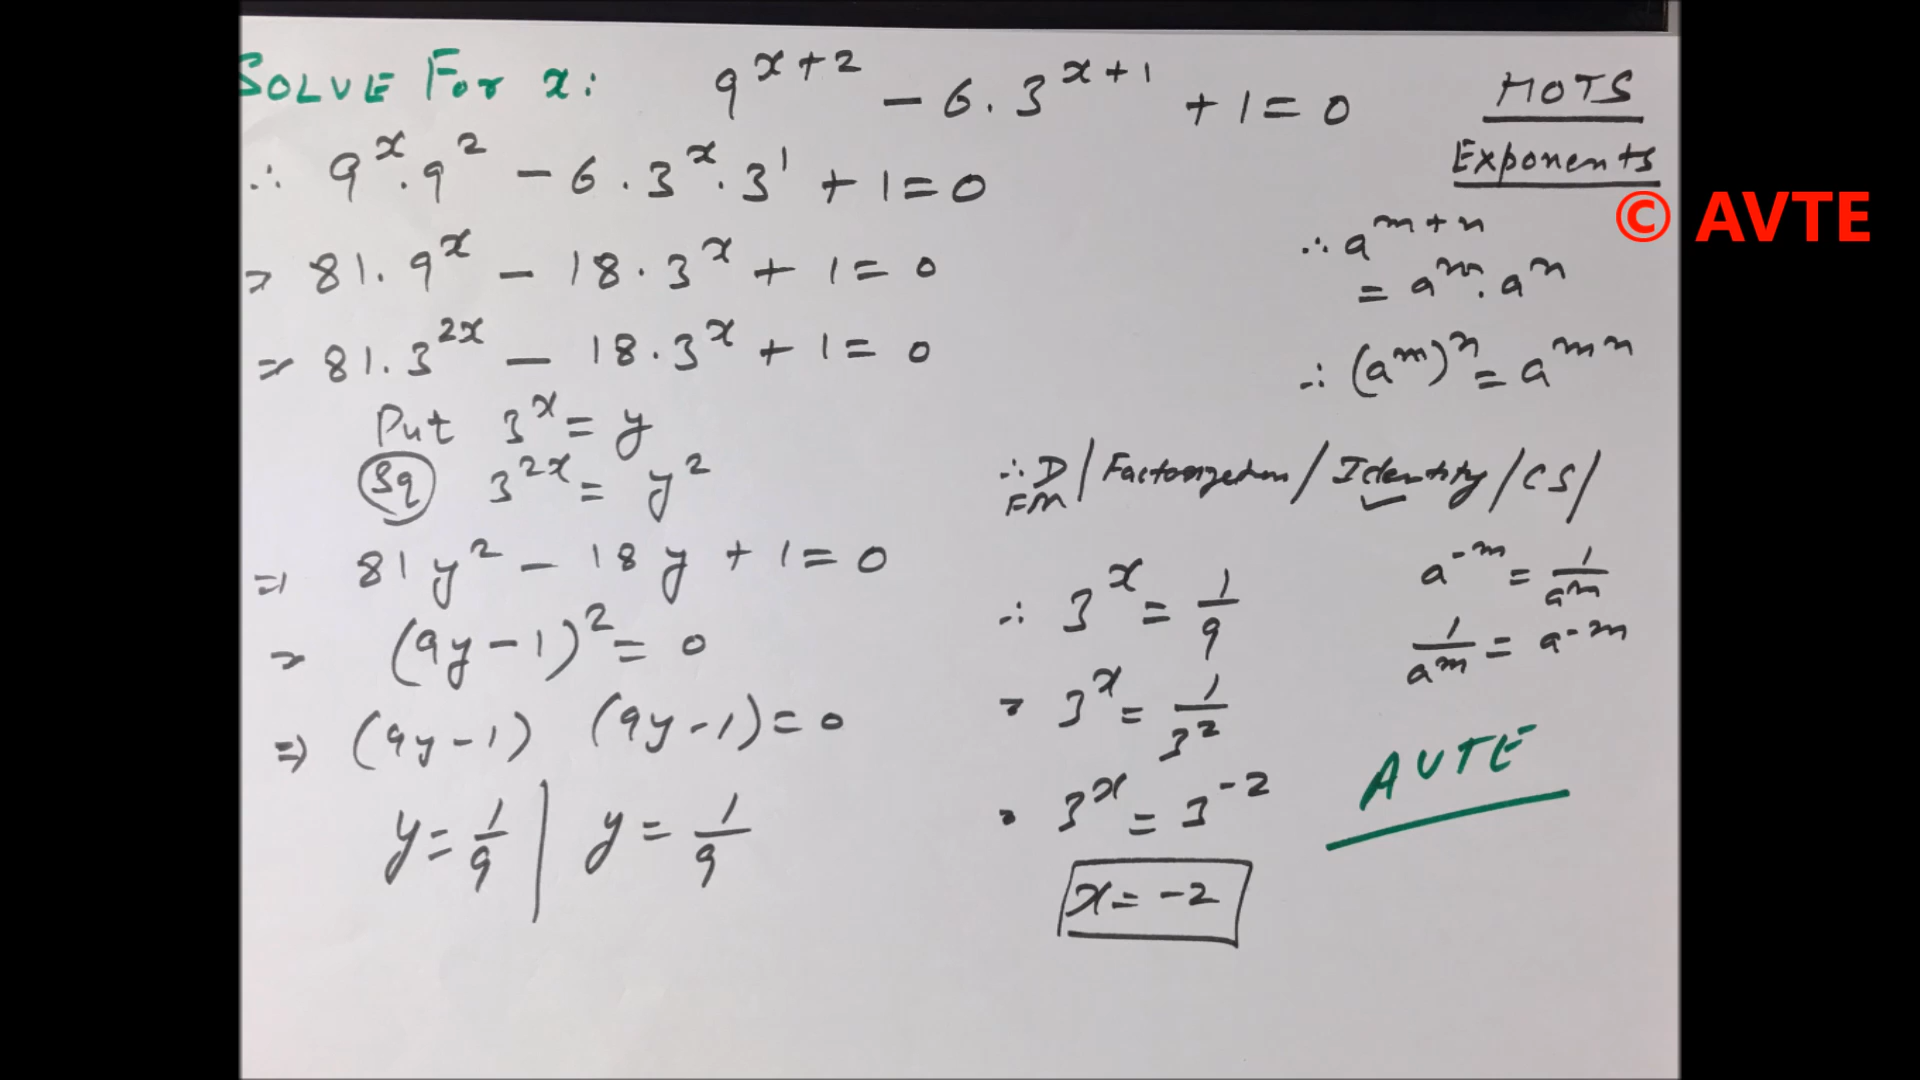 SOLVE For x: 9^{x+2} - 6.3^{x+1} + 1 = 0
∴ 9^x.9^2 - 6.3^x.3^1 + 1 = 0
⇒ 81.9^x - 18.3^x + 1 = 0
⇒ 81.3^{2x} - 18.3^x + 1 = 0
Put 3^x = y
Sq 3^{2x} = y^2
⇒ 81y^2 - 18y + 1 = 0
⇒ (9y-1)^2 = 0
⇒ (9y-1) (9y-1) = 0
y = 1/9 | y = 1/9
HOTS
Exponents
© AVTE
∴ a^{m+n}
= a^m.a^n
∴ (a^m)^n = a^{mn}
∴ D / Factorization / Identity / CS /
FM
∴ 3^x = 1/9
⇒ 3^x = 1/3^2
⇒ 3^x = 3^{-2}
x = -2
a^{-m} = 1/a^m
1/a^m = a^{-m}
AVTE